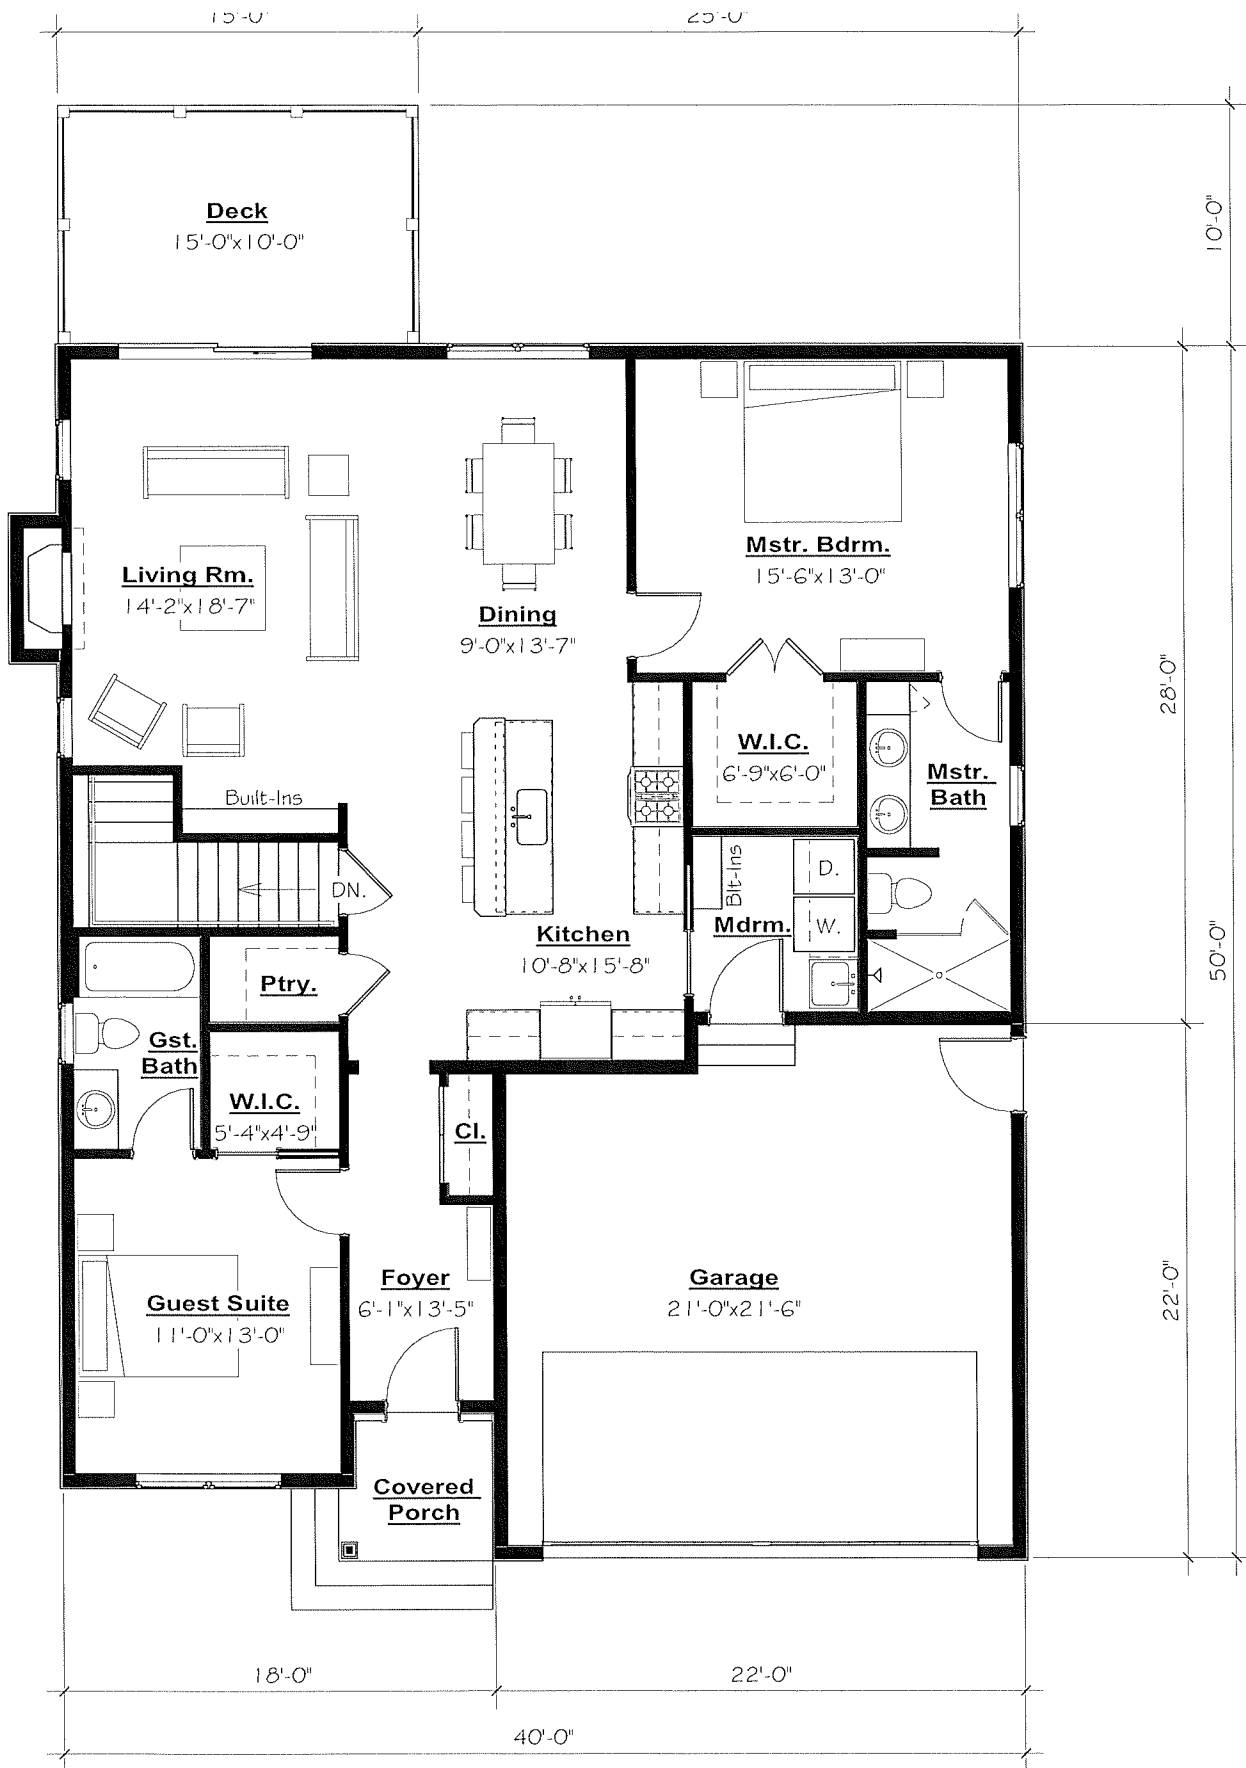 15'-0"
25'-0"
Deck
15'-0"x10'-0"
10'-0"
Living Rm.
14'-2"x18'-7"
Dining
9'-0"x13'-7"
Mstr. Bdrm.
15'-6"x13'-0"
28'-0"
W.I.C.
6'-9"x6'-0"
Mstr.
Bath
Built-Ins
DN.
Blt-Ins
D.
W.
Mdrm.
Kitchen
10'-8"x15'-8"
50'-0"
Ptry.
Gst.
Bath
W.I.C.
5'-4"x4'-9"
Cl.
Foyer
6'-1"x13'-5"
Garage
21'-0"x21'-6"
22'-0"
Guest Suite
11'-0"x13'-0"
Covered
Porch
18'-0"
22'-0"
40'-0"